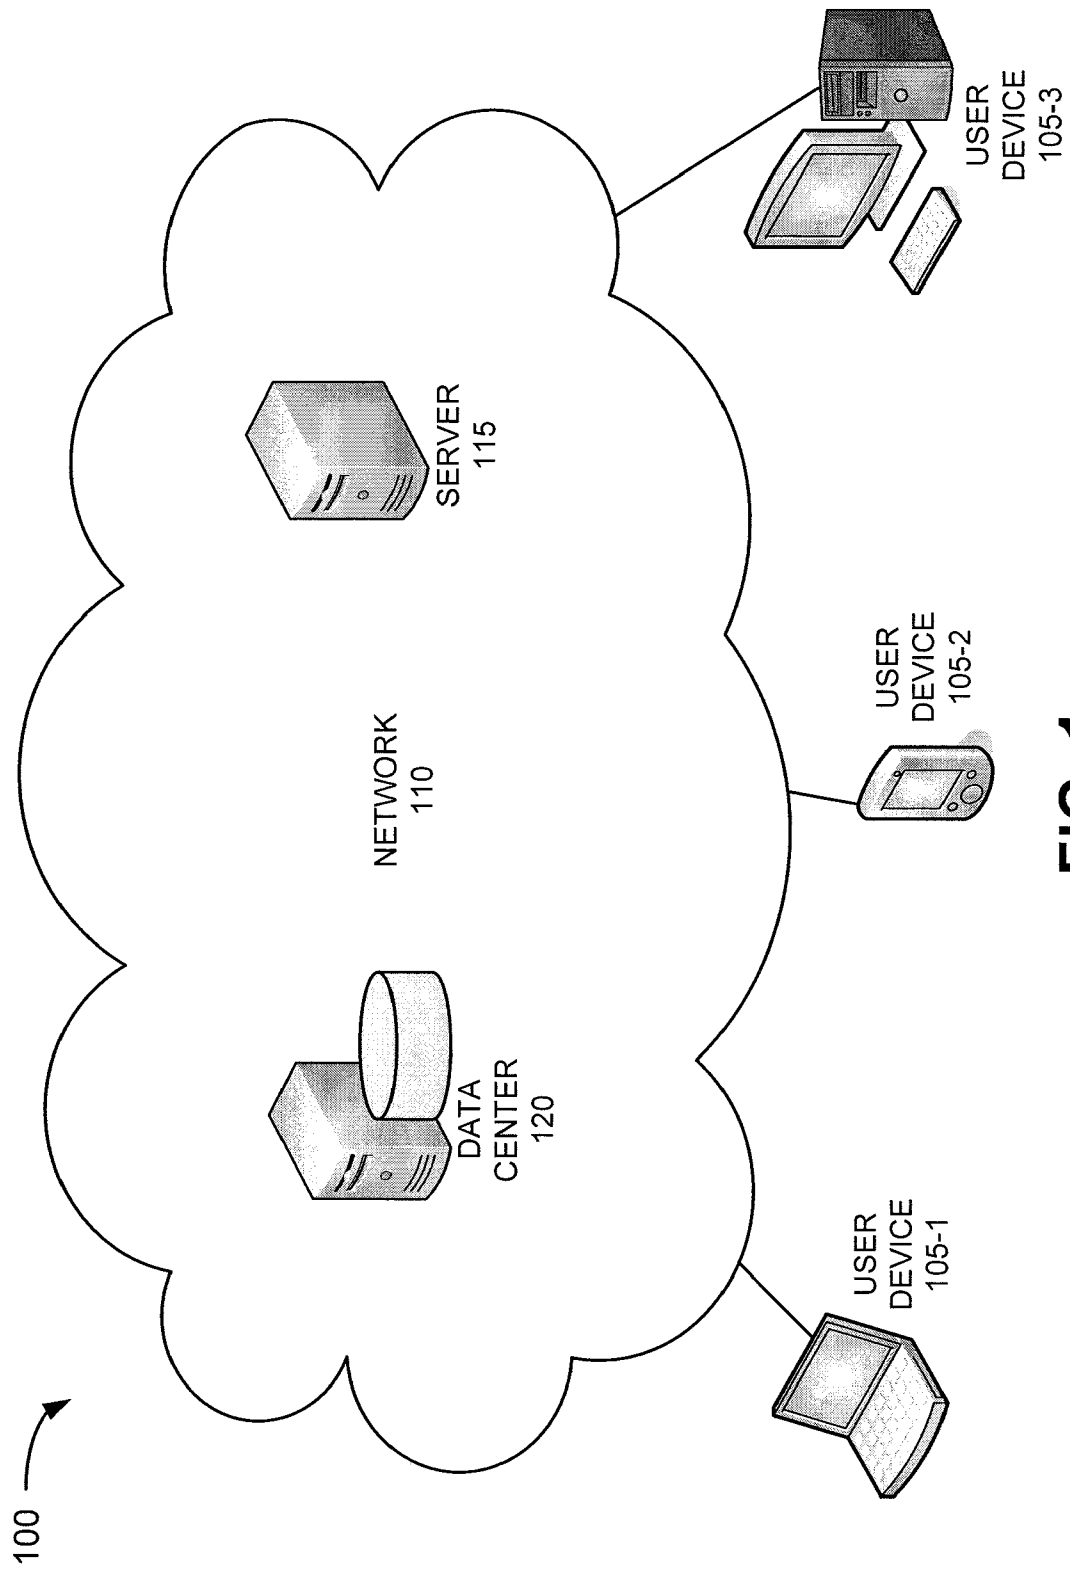 100
NETWORK
110
SERVER
115
DATA
CENTER
120
USER
DEVICE
105-1
USER
DEVICE
105-2
USER
DEVICE
105-3